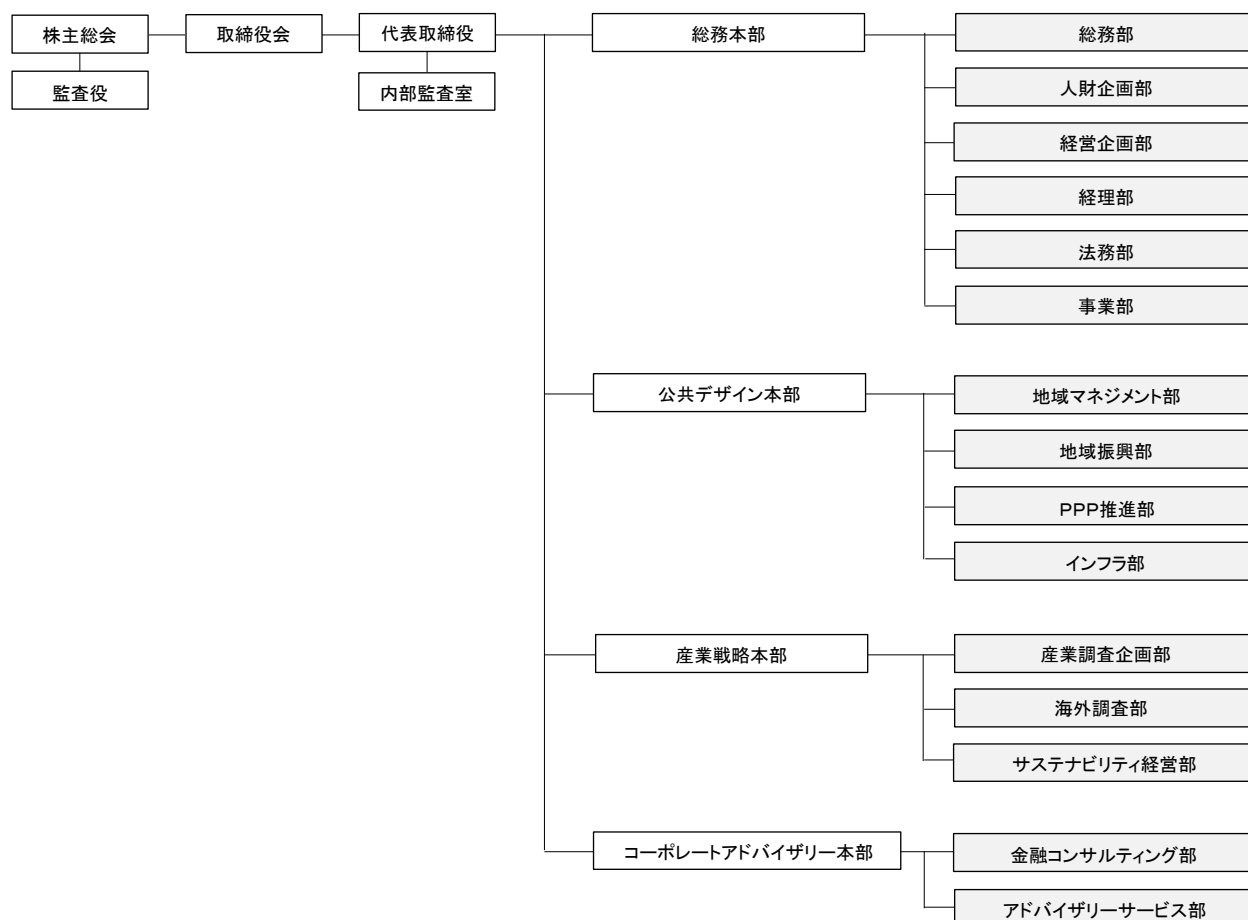 株主総会
取締役会
代表取締役
総務本部
総務部
監査役
内部監査室
人財企画部
経営企画部
経理部
法務部
事業部
公共デザイン本部
地域マネジメント部
地域振興部
PPP推進部
インフラ部
産業戦略本部
産業調査企画部
海外調査部
サステナビリティ経営部
コーポレートアドバイザリー本部
金融コンサルティング部
アドバイザリーサービス部